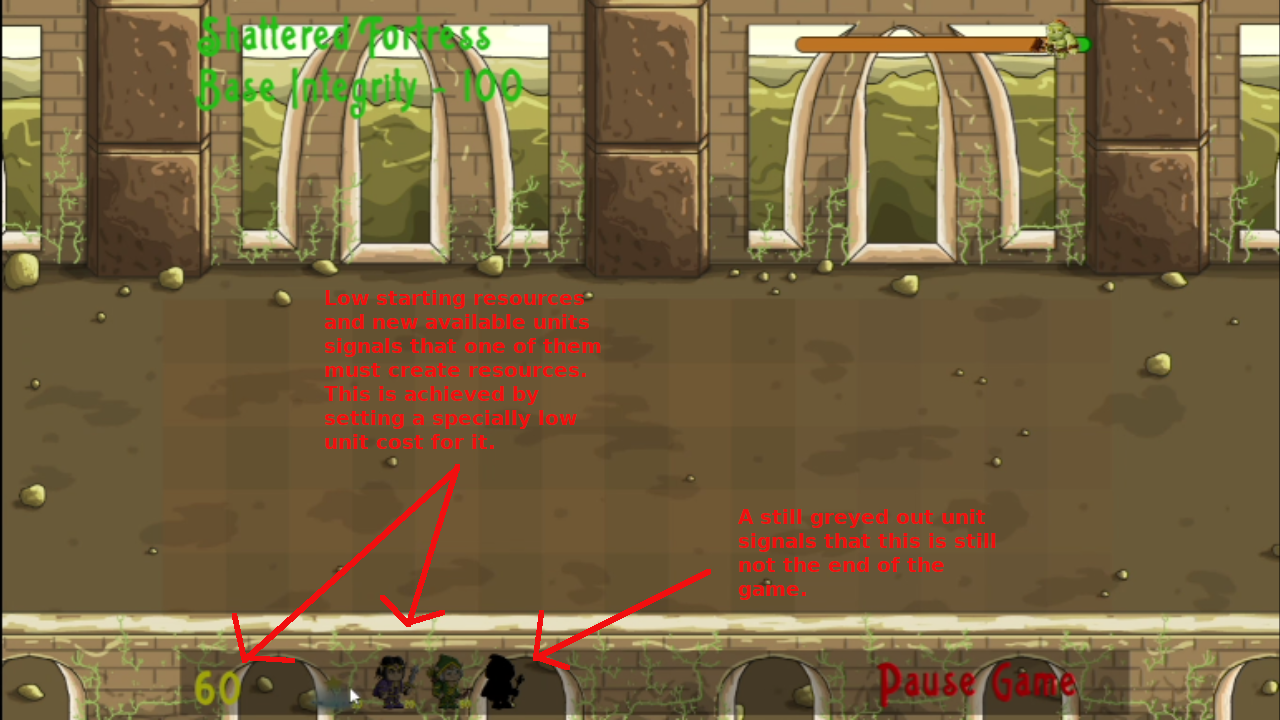 Shattered Fortress
Base Integrity - 100
Low starting resources
and new available units
signals that one of them
must create resources.
This is achieved by
setting a specially low
unit cost for it.
A still greyed out unit
signals that this is still
not the end of the
game.
60
Pause Game